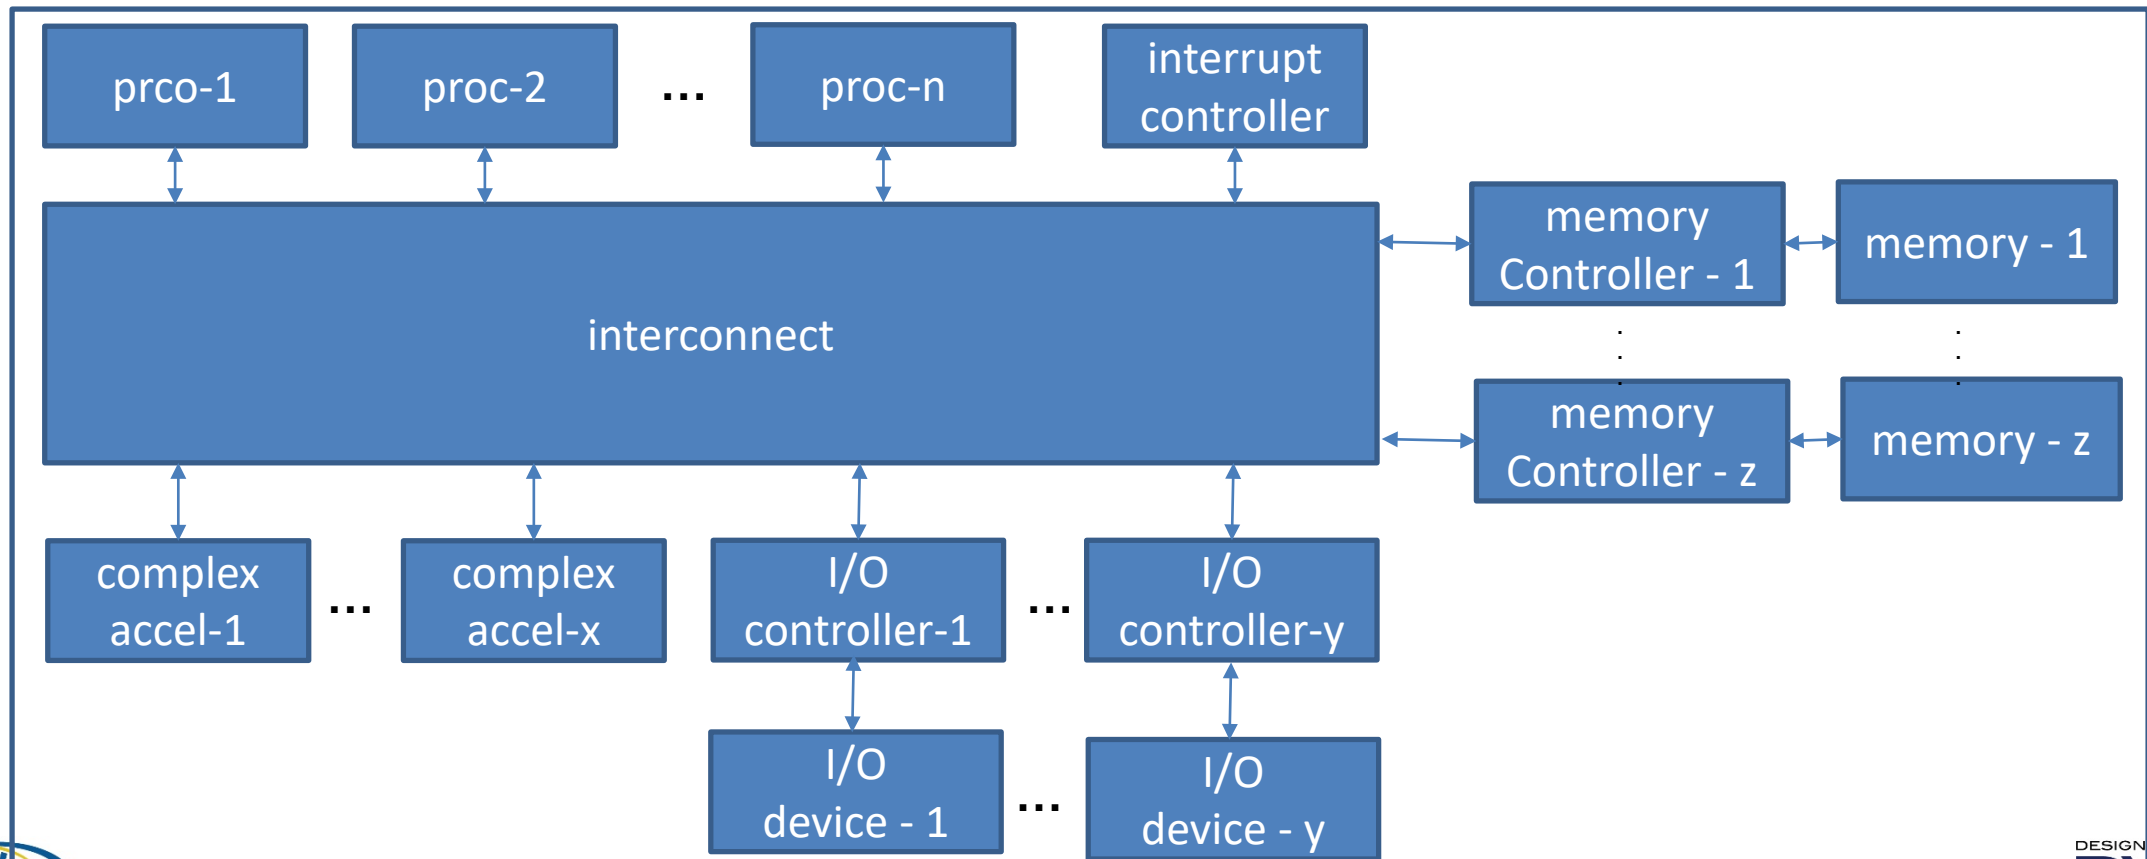 prco-1
proc-2
...
proc-n
interrupt
controller
interconnect
memory
Controller - 1
memory - 1
.
.
.
.
.
.
memory
Controller - z
memory - z
complex
accel-1
...
complex
accel-x
I/O
controller-1
...
I/O
controller-y
I/O
device - 1
...
I/O
device - y
DESIGN